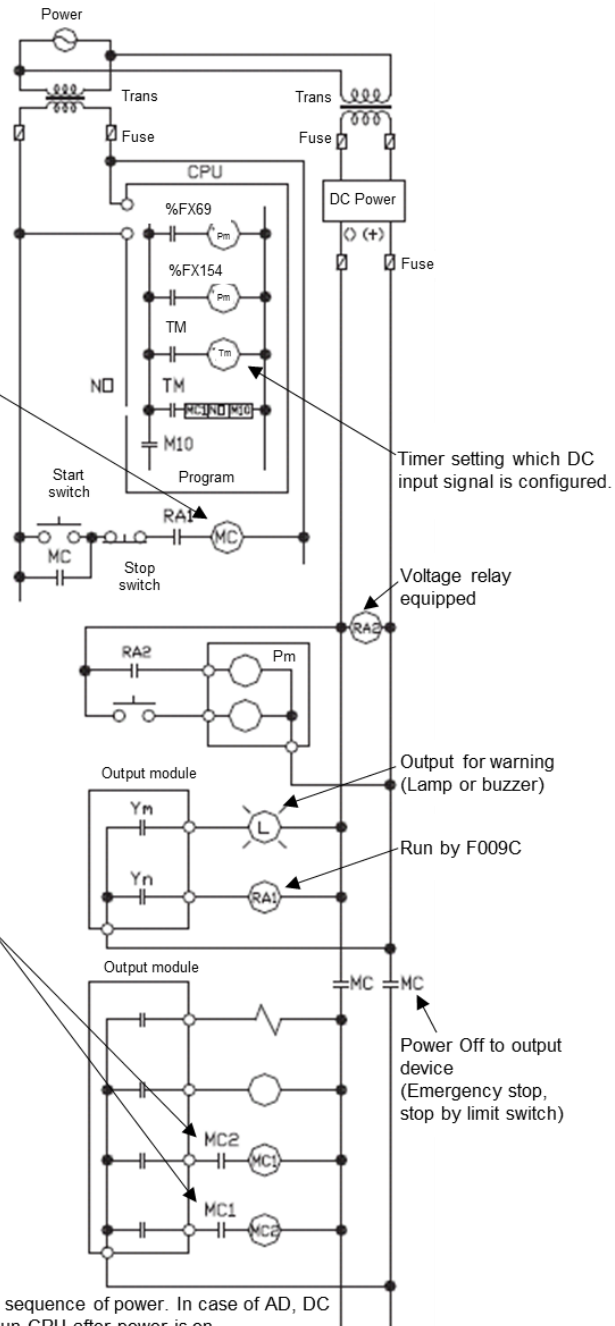 Power
Trans
Trans
Fuse
Fuse
CPU
DC Power
%FX69
Pm
() (+)
Fuse
%FX154
Pm
TM
Tm
NO
TM
MC1 NO M10
M10
Timer setting which DC
input signal is configured.
Program
Start
switch
RA1
MC
MC
Stop
switch
Voltage relay
equipped
RA2
RA2
Pm
Output module
Output for warning
(Lamp or buzzer)
Ym
L
Run by F009C
Yn
RA1
Output module
MC
MC
Power Off to output
device
(Emergency stop,
stop by limit switch)
MC2
MC1
MC1
MC2
sequence of power. In case of AD, DC
CPU after power is on